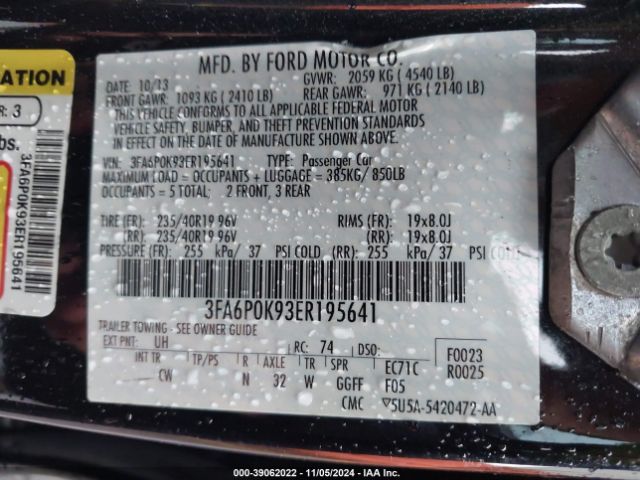 MFD. BY FORD MOTOR CO.
DATE: 10/13 GVWR: 2059 KG ( 4540 LB)
FRONT GAWR: 1093 KG ( 2410 LB) REAR GAWR: 971 KG ( 2140 LB)
THIS VEHICLE CONFORMS TO ALL APPLICABLE FEDERAL MOTOR
VEHICLE SAFETY, BUMPER, AND THEFT PREVENTION STANDARDS
IN EFFECT ON THE DATE OF MANUFACTURE SHOWN ABOVE.
VIN: 3FA6P0K93ER195641 TYPE: Passenger Car
MAXIMUM LOAD = OCCUPANTS + LUGGAGE = 385KG/ 850LB
OCCUPANTS = 5 TOTAL: 2 FRONT, 3 REAR
TIRE (FR): 235/40R19 96V RIMS (FR): 19x8.0J
(RR): 235/40R19 96V (RR): 19x8.0J
PRESSURE (FR): 255 kPa/ 37 PSI COLD (RR): 255 kPa/ 37 PSI COLD
3FA6P0K93ER195641
TRAILER TOWING - SEE OWNER GUIDE
EXT PNT: UH RC: 74 DSO: F0023
INT TR TP/PS R AXLE TR SPR EC71C R0025
CW N 32 W GGFF F05
CMC ▽5U5A-5420472-AA
ATION
R: 3
bs.
3FA6P0K93ER195641
000-39062022 - 11/05/2024 - IAA Inc.